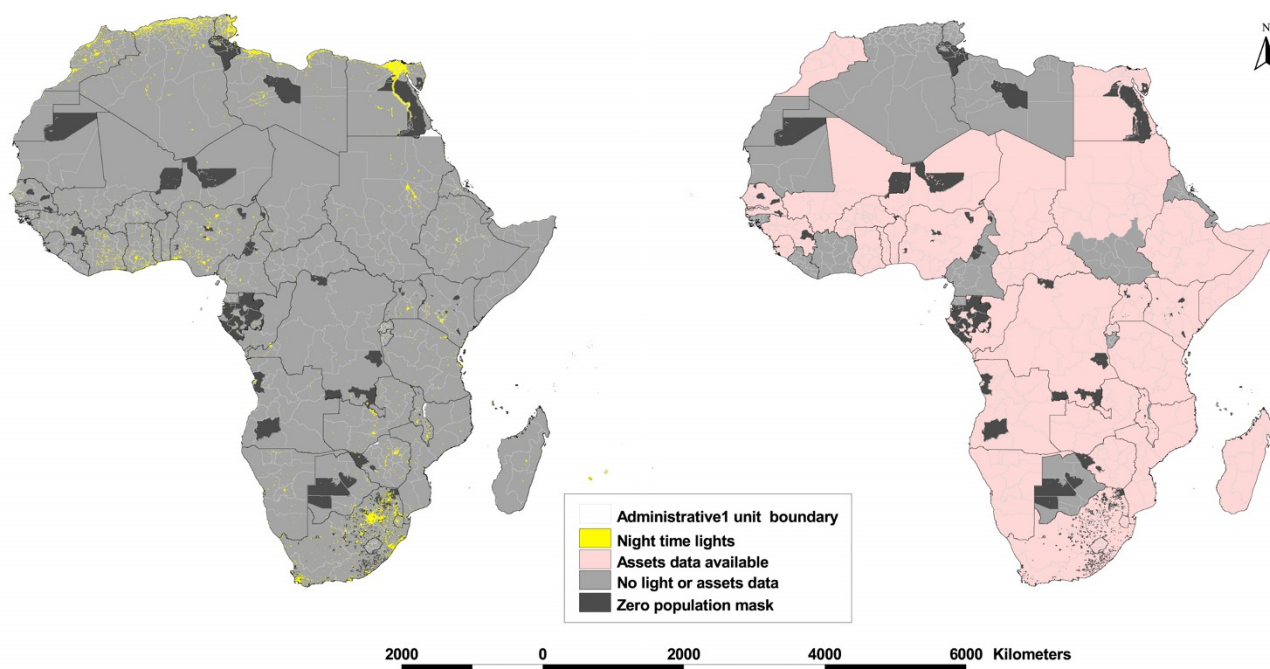 N
Administrative1 unit boundary
Night time lights
Assets data available
No light or assets data
Zero population mask
2000 0 2000 4000 6000 Kilometers